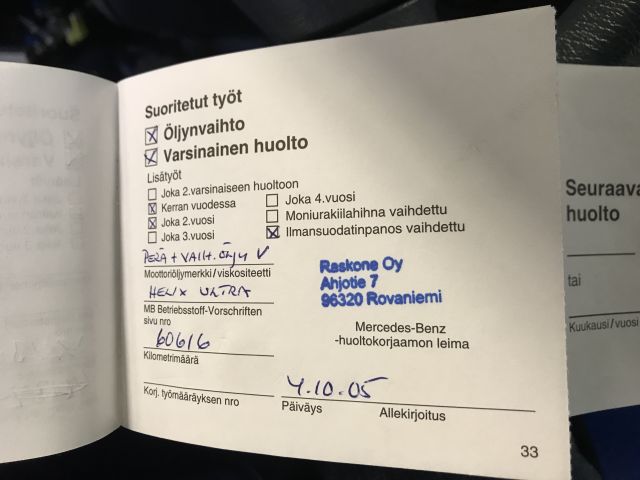 Suoritetut työt
Öljynvaihto
Varsinainen huolto
Lisätyöt
Joka 2.varsinaiseen huoltoon
Kerran vuodessa
Joka 2.vuosi
Joka 3.vuosi
Joka 4.vuosi
Moniurakiilahihna vaihdettu
Ilmansuodatinpanos vaihdettu
PERÄ + VAIH. ÖLJY V
Moottoriöljymerkki/viskositeetti
HELIX ULTRA
MB Betriebsstoff-Vorschriften
sivu nro
60616
Kilometrimäärä
Korj. työmääräyksen nro
Raskone Oy
Ahjotie 7
96320 Rovaniemi
Mercedes-Benz
-huoltokorjaamon leima
4.10.05
Päiväys Allekirjoitus
33
Seuraava
huolto
tai
Kuukausi/vuosi